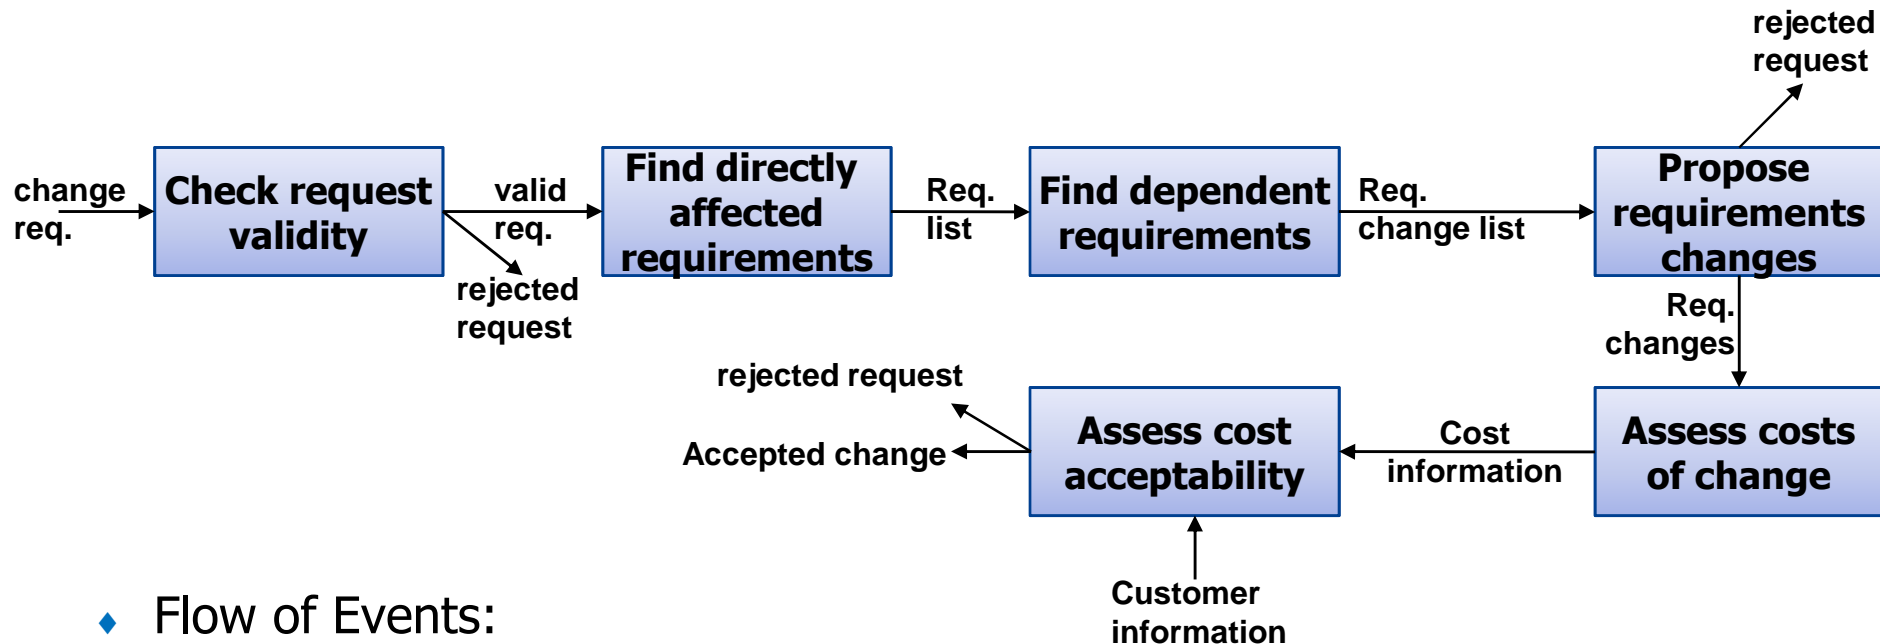 rejected
request
change
req.
Check request
validity
valid
req.
rejected
request
Find directly
affected
requirements
Req.
list
Find dependent
requirements
Req.
change list
Propose
requirements
changes
Req.
changes
rejected request
Accepted change
Assess cost
acceptability
Cost
information
Assess costs
of change
Customer
information
Flow of Events: